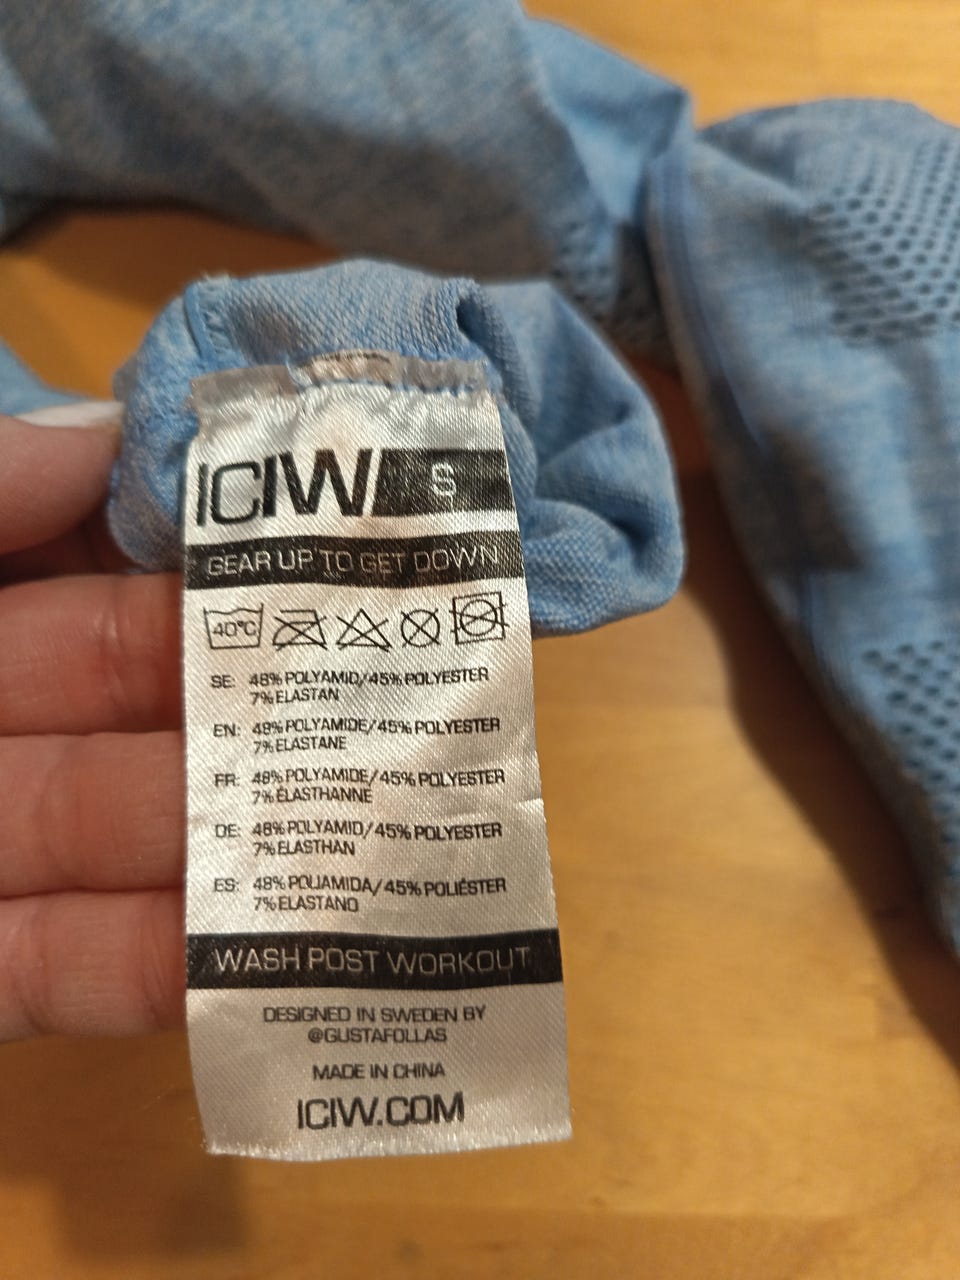 ICIW S
GEAR UP TO GET DOWN
40°C
SE: 48% POLYAMID/45% POLYESTER
7% ELASTAN
EN: 48% POLYAMIDE/45% POLYESTER
7% ELASTANE
FR: 48% POLYAMIDE/45% POLYESTER
7% ÉLASTHANNE
DE: 48% POLYAMID/45% POLYESTER
7% ELASTHAN
ES: 48% POLIAMIDA/45% POLIÉSTER
7% ELASTANO
WASH POST WORKOUT
DESIGNED IN SWEDEN BY
@GUSTAFOLLAS
MADE IN CHINA
ICIW.COM